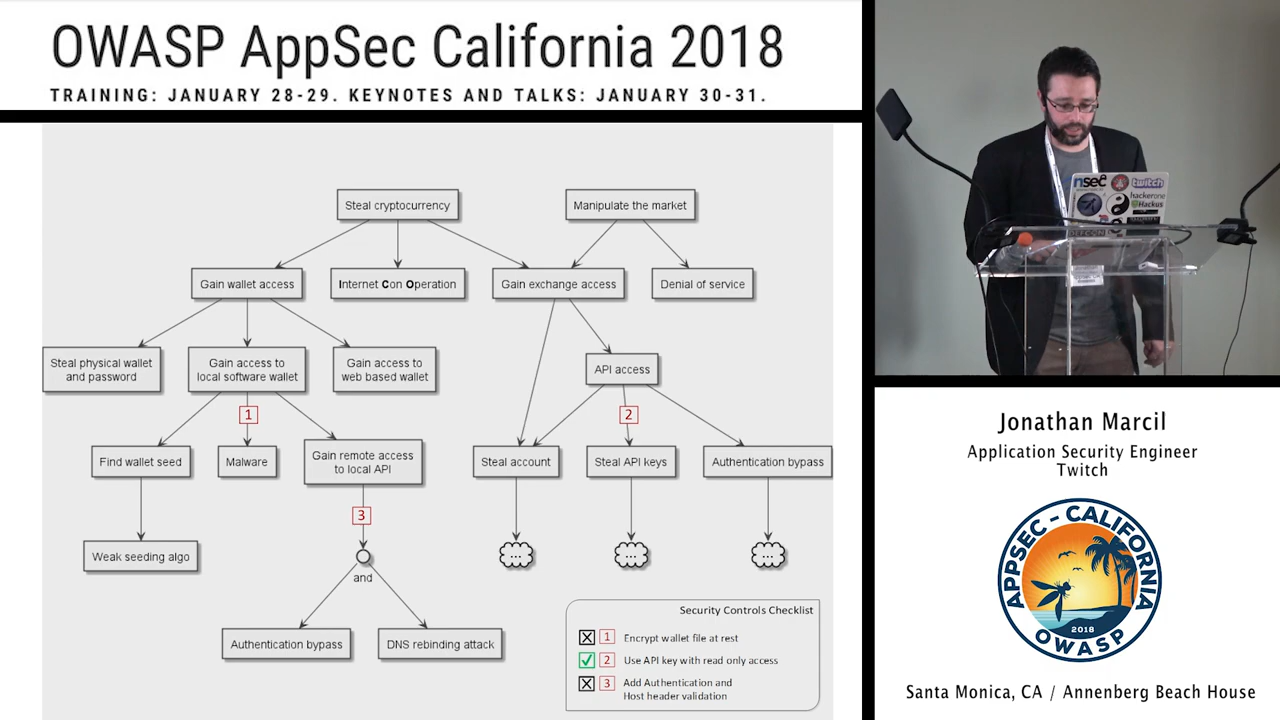 OWASP AppSec California 2018
TRAINING: JANUARY 28-29. KEYNOTES AND TALKS: JANUARY 30-31.
Steal cryptocurrency
Manipulate the market
Gain wallet access
Internet Con Operation
Gain exchange access
Denial of service
Steal physical wallet
and password
Gain access to
local software wallet
Gain access to
web based wallet
API access
1
2
Find wallet seed
Malware
Gain remote access
to local API
Steal account
Steal API keys
Authentication bypass
3
Weak seeding algo
...
...
...
and
Authentication bypass
DNS rebinding attack
Security Controls Checklist
1 Encrypt wallet file at rest
2 Use API key with read only access
3 Add Authentication and
Host header validation
nsec
twitch
hackerone
Hackus
DEFCON
Jonathan Marcil
Application Security Engineer
Twitch
APPSEC - CALIFORNIA
2018
OWASP
Santa Monica, CA / Annenberg Beach House